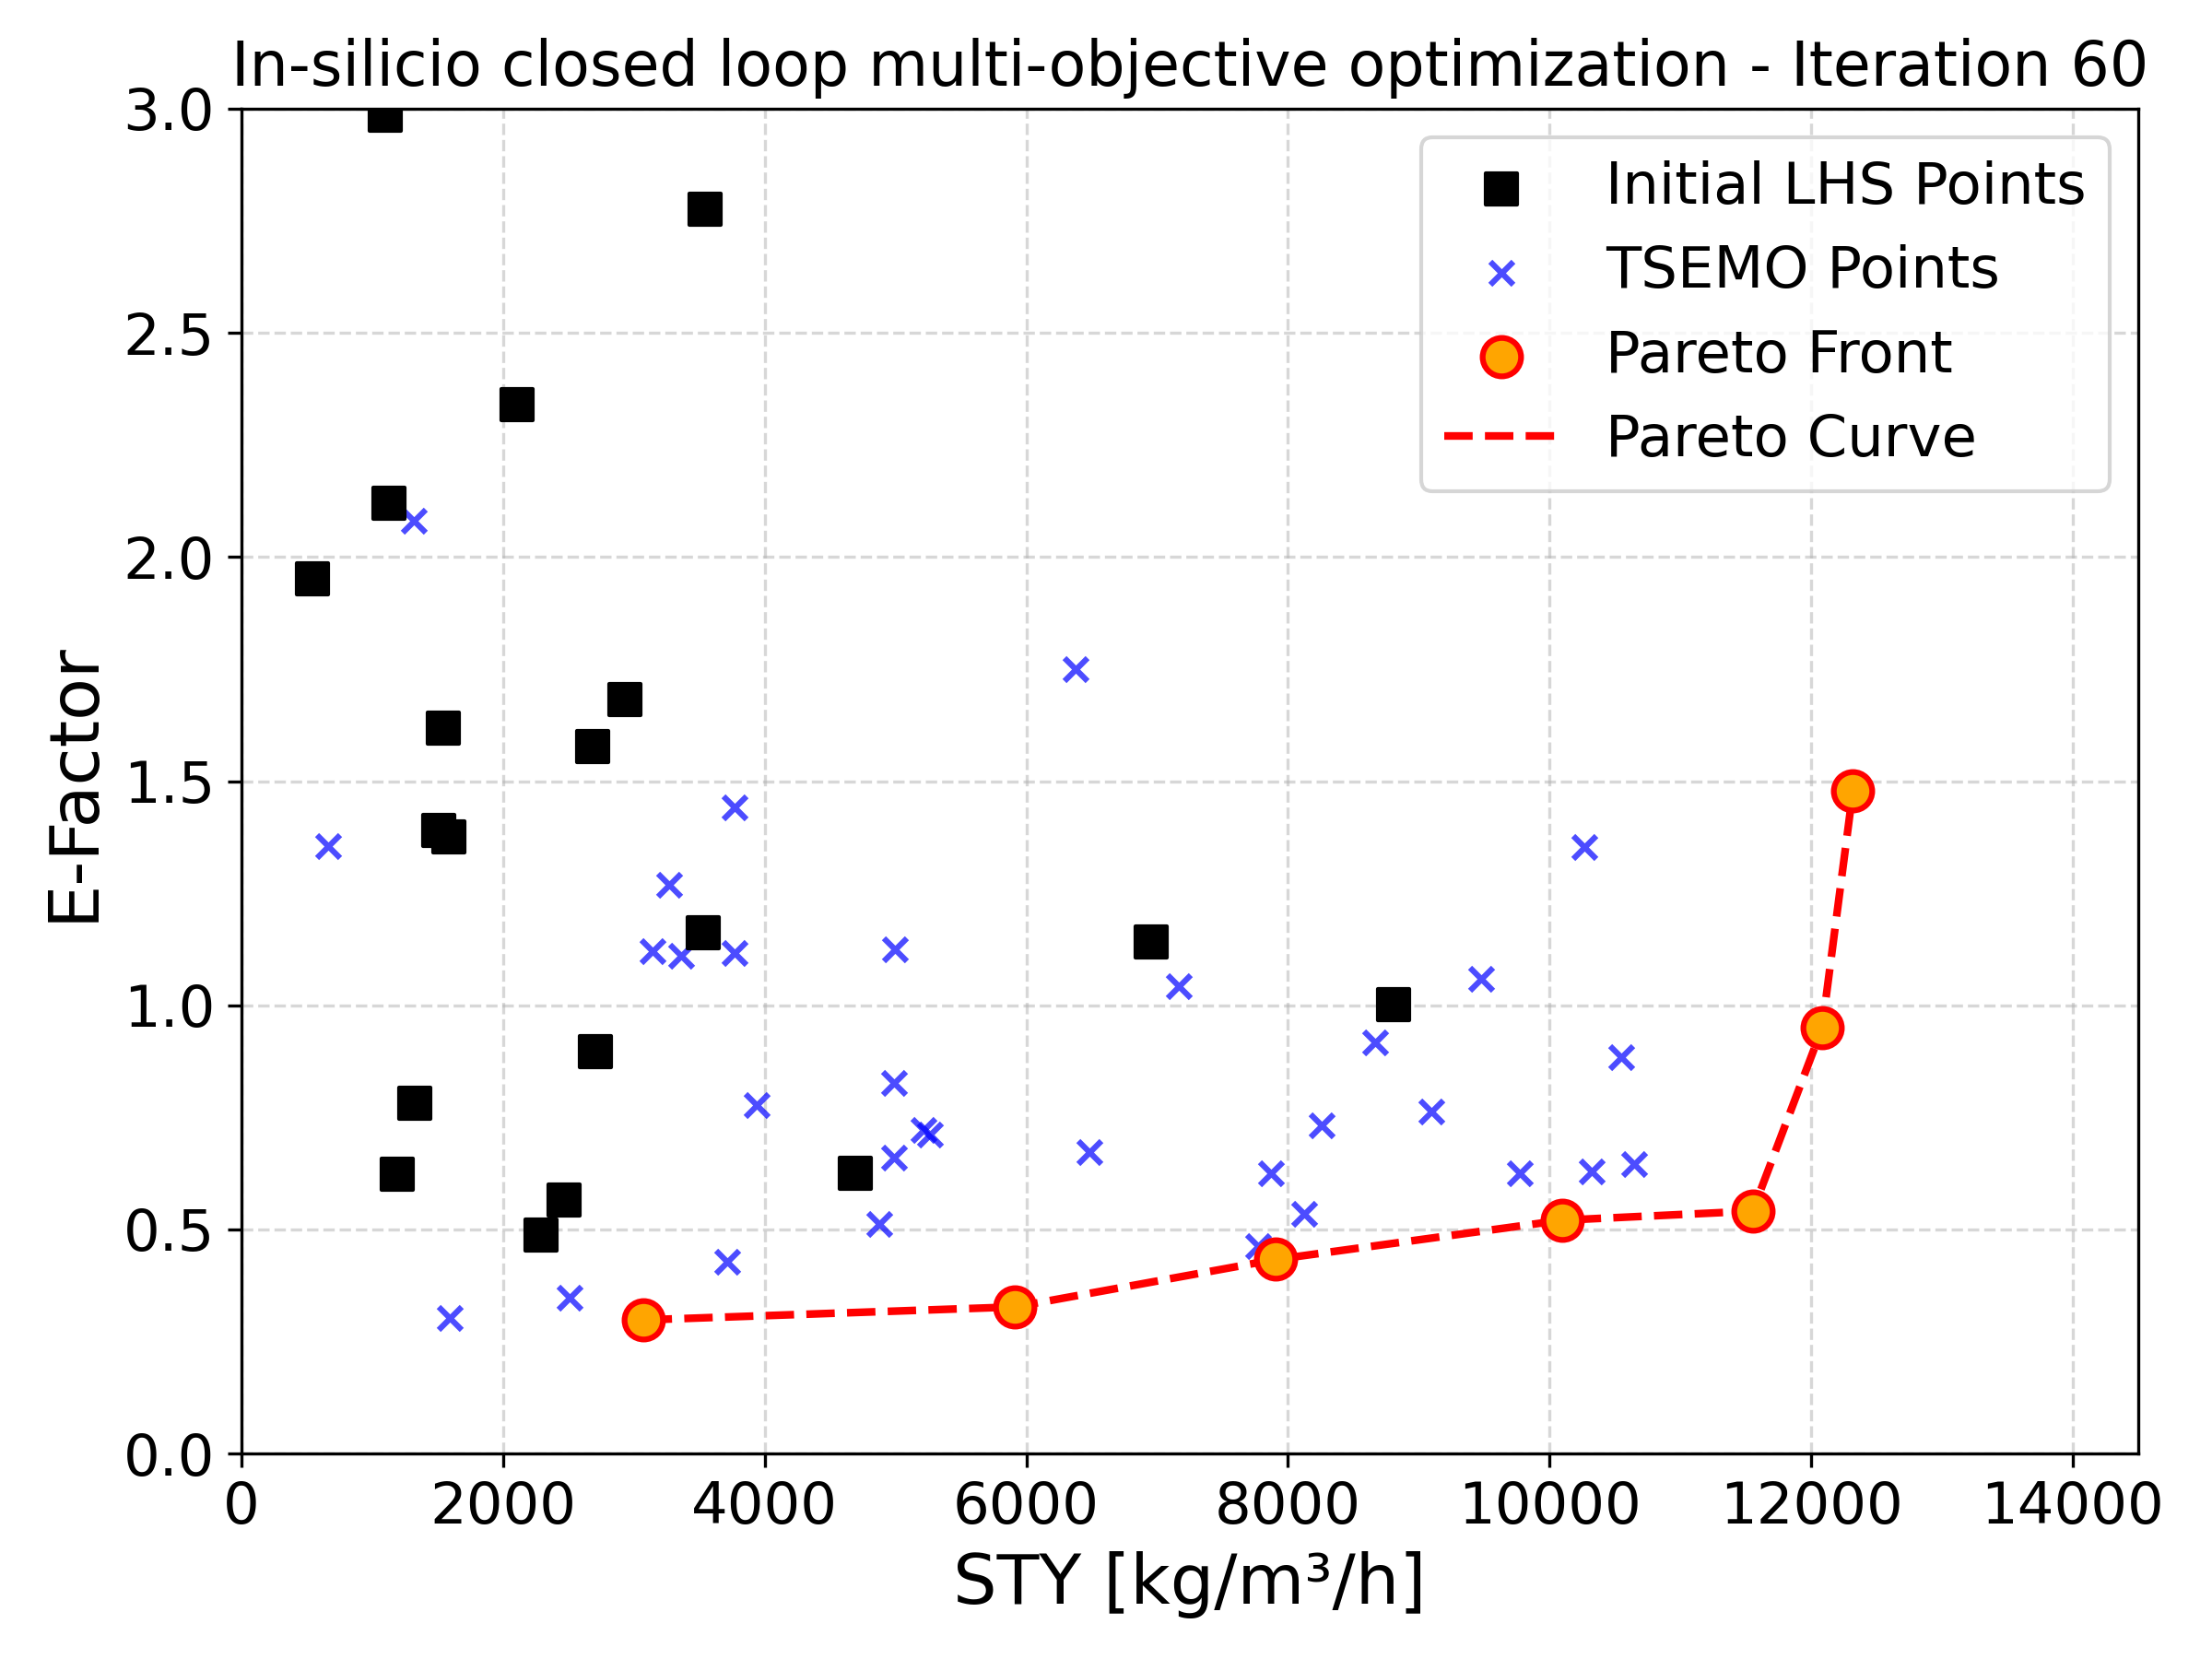 In-silicio closed loop multi-objective optimization - Iteration 60
3.0
2.5
2.0
1.5
1.0
0.5
0.0
E-Factor
Initial LHS Points
TSEMO Points
Pareto Front
Pareto Curve
0 2000 4000 6000 8000 10000 12000 14000
STY [kg/m³/h]